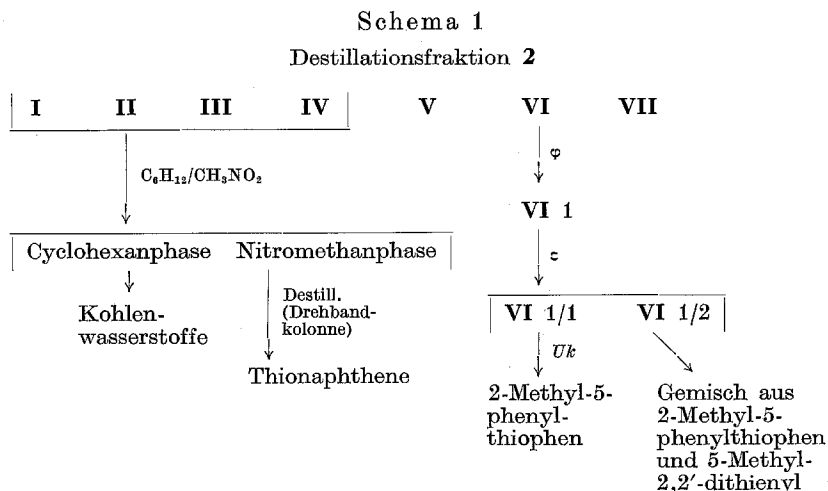 Schema 1
Destillationsfraktion 2
I II III IV V VI VII
C₆H₁₂/CH₃NO₂
φ
VI 1
c
Cyclohexanphase Nitromethanphase
Kohlen-
wasserstoffe
Destill.
(Drehband-
kolonne)
Thionaphthene
VI 1/1 VI 1/2
Uk
2-Methyl-5-
phenyl-
thiophen
Gemisch aus
2-Methyl-5-
phenylthiophen
und 5-Methyl-
2,2′-dithienyl